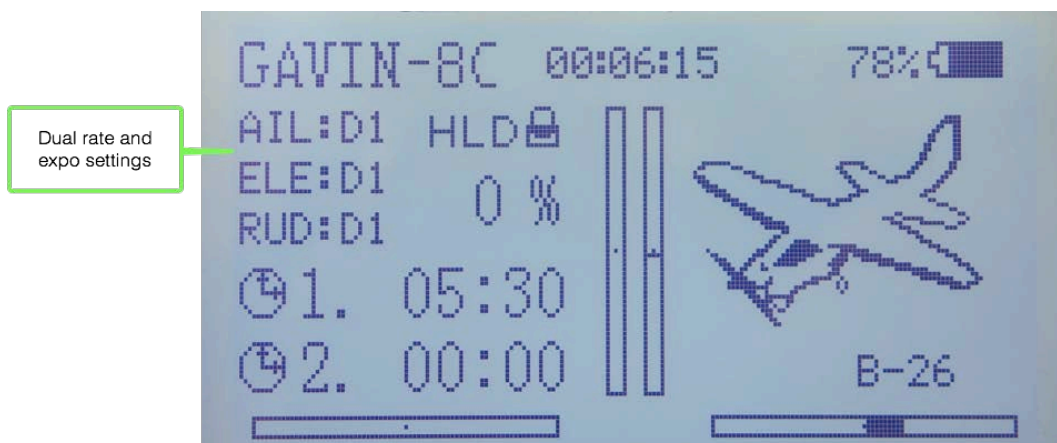 GAVIN-8C 00:06:15 78%
Dual rate and
expo settings
AIL:D1 HLD
ELE:D1
0 %
RUD:D1
1. 05:30
2. 00:00
B-26